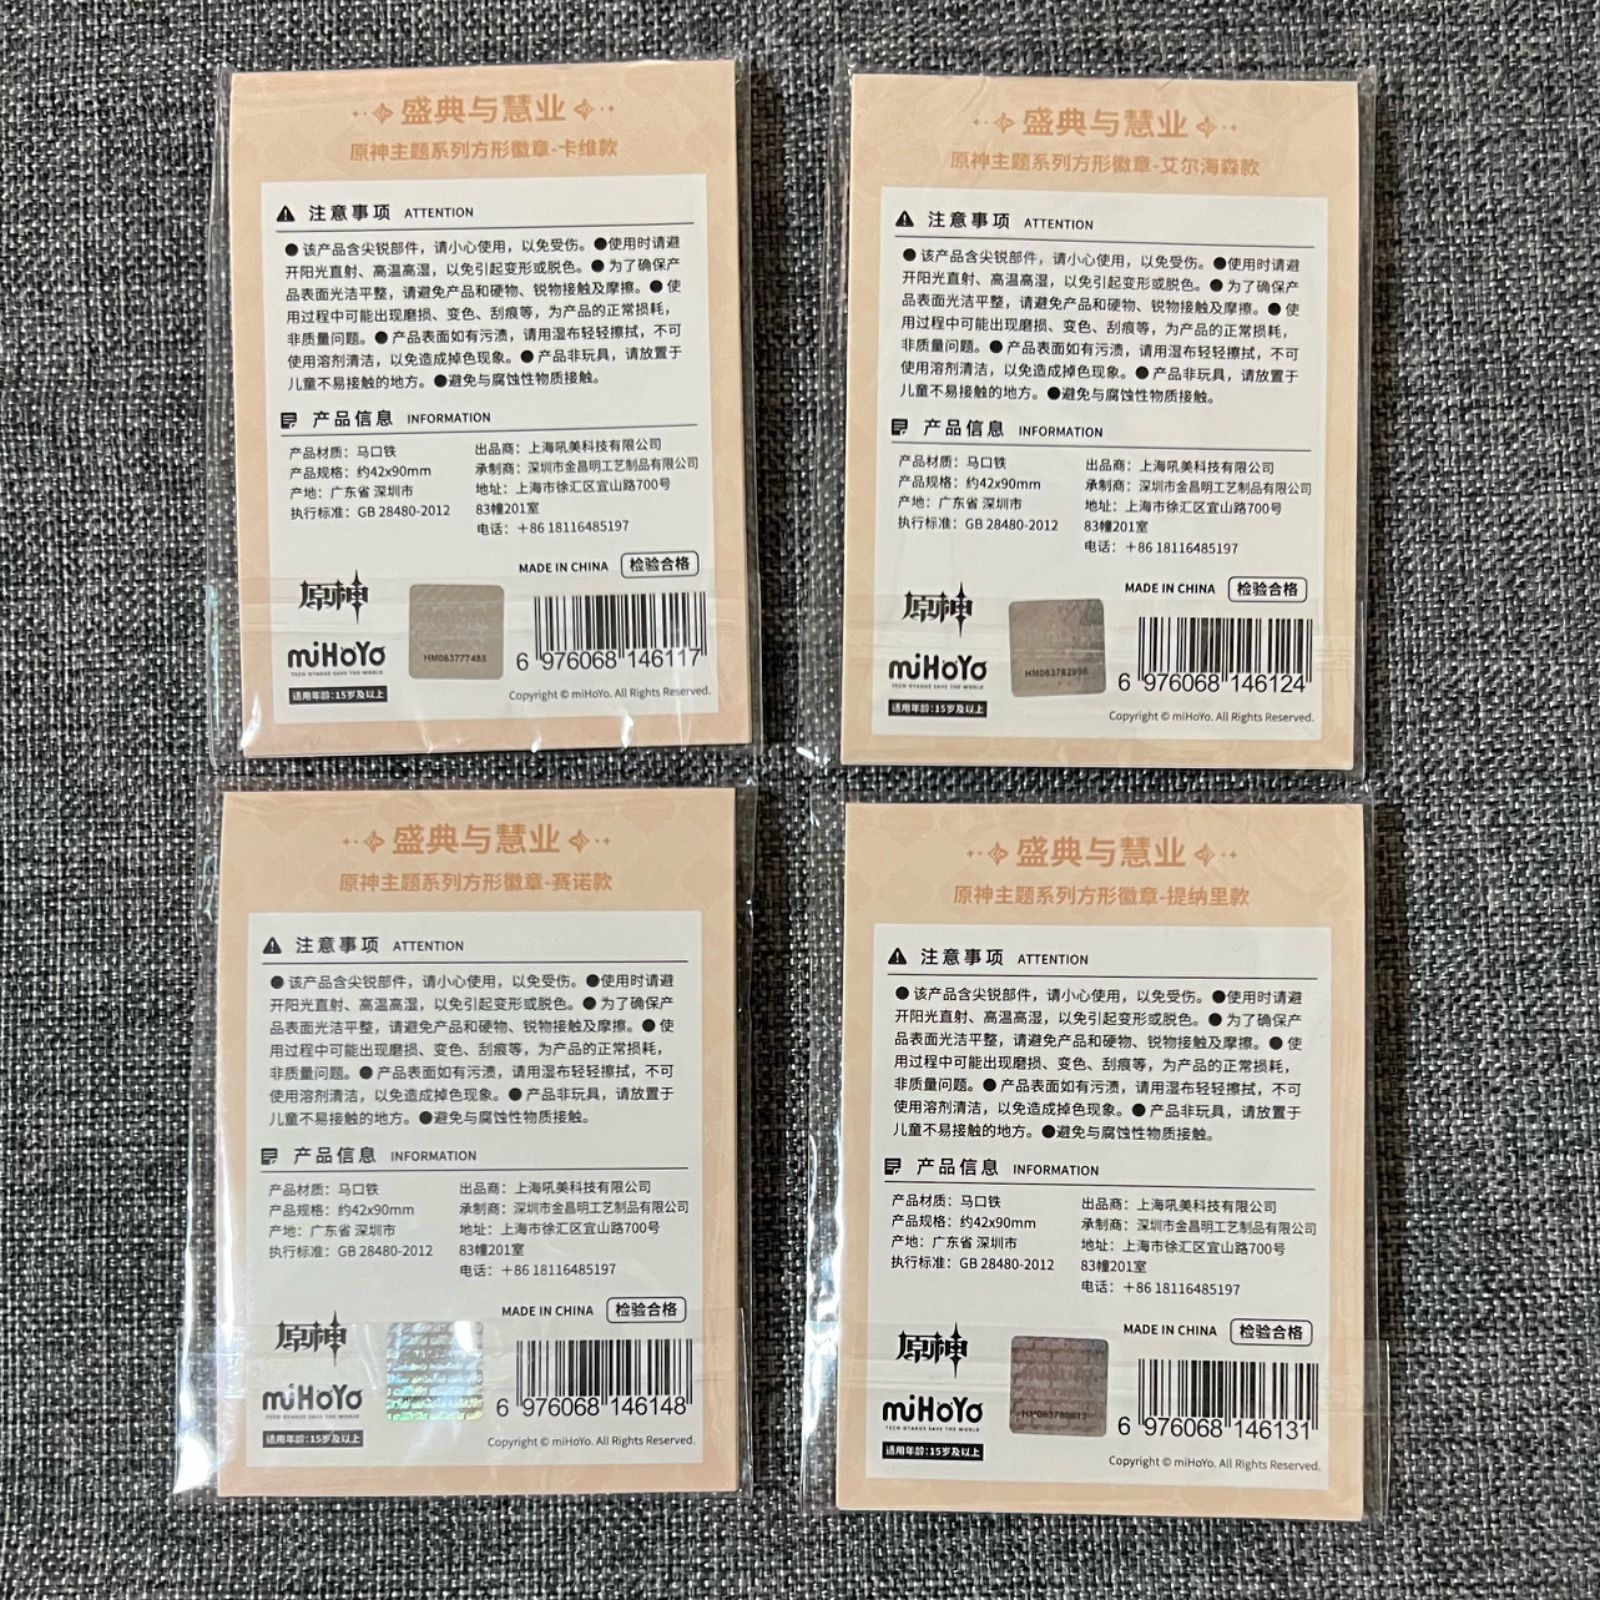 盛典与慧业
原神主题系列方形徽章-卡维款
注意事项 ATTENTION
● 该产品含尖锐部件，请小心使用，以免受伤。●使用时请避
开阳光直射、高温高湿，以免引起变形或脱色。● 为了确保产
品表面光洁平整，请避免产品和硬物、锐物接触及摩擦。● 使
用过程中可能出现磨损、变色、刮痕等，为产品的正常损耗，
非质量问题。● 产品表面如有污渍，请用湿布轻轻擦拭，不可
使用溶剂清洁，以免造成掉色现象。● 产品非玩具，请放置于
儿童不易接触的地方。●避免与腐蚀性物质接触。
产品信息 INFORMATION
产品材质：马口铁
产品规格：约42x90mm
产地：广东省 深圳市
执行标准：GB 28480-2012
出品商：上海吼美科技有限公司
承制商：深圳市金昌明工艺制品有限公司
地址：上海市徐汇区宜山路700号
83幢201室
电话：＋86 18116485197
MADE IN CHINA 检验合格
原神
miHoYo
TECH OTAKUS SAVE THE WORLD
适用年龄:15岁及以上
HM063777485
6 976068 146117
Copyright © miHoYo. All Rights Reserved.
盛典与慧业
原神主题系列方形徽章-艾尔海森款
注意事项 ATTENTION
● 该产品含尖锐部件，请小心使用，以免受伤。●使用时请避
开阳光直射、高温高湿，以免引起变形或脱色。● 为了确保产
品表面光洁平整，请避免产品和硬物、锐物接触及摩擦。● 使
用过程中可能出现磨损、变色、刮痕等，为产品的正常损耗，
非质量问题。● 产品表面如有污渍，请用湿布轻轻擦拭，不可
使用溶剂清洁，以免造成掉色现象。● 产品非玩具，请放置于
儿童不易接触的地方。●避免与腐蚀性物质接触。
产品信息 INFORMATION
产品材质：马口铁
产品规格：约42x90mm
产地：广东省 深圳市
执行标准：GB 28480-2012
出品商：上海吼美科技有限公司
承制商：深圳市金昌明工艺制品有限公司
地址：上海市徐汇区宜山路700号
83幢201室
电话：＋86 18116485197
MADE IN CHINA 检验合格
原神
miHoYo
TECH OTAKUS SAVE THE WORLD
适用年龄:15岁及以上
6 976068 146124
Copyright © miHoYo. All Rights Reserved.
盛典与慧业
原神主题系列方形徽章-赛诺款
注意事项 ATTENTION
● 该产品含尖锐部件，请小心使用，以免受伤。●使用时请避
开阳光直射、高温高湿，以免引起变形或脱色。● 为了确保产
品表面光洁平整，请避免产品和硬物、锐物接触及摩擦。● 使
用过程中可能出现磨损、变色、刮痕等，为产品的正常损耗，
非质量问题。● 产品表面如有污渍，请用湿布轻轻擦拭，不可
使用溶剂清洁，以免造成掉色现象。● 产品非玩具，请放置于
儿童不易接触的地方。●避免与腐蚀性物质接触。
产品信息 INFORMATION
产品材质：马口铁
产品规格：约42x90mm
产地：广东省 深圳市
执行标准：GB 28480-2012
出品商：上海吼美科技有限公司
承制商：深圳市金昌明工艺制品有限公司
地址：上海市徐汇区宜山路700号
83幢201室
电话：＋86 18116485197
MADE IN CHINA 检验合格
原神
miHoYo
TECH OTAKUS SAVE THE WORLD
适用年龄:15岁及以上
6 976068 146148
Copyright © miHoYo. All Rights Reserved.
盛典与慧业
原神主题系列方形徽章-提纳里款
注意事项 ATTENTION
● 该产品含尖锐部件，请小心使用，以免受伤。●使用时请避
开阳光直射、高温高湿，以免引起变形或脱色。● 为了确保产
品表面光洁平整，请避免产品和硬物、锐物接触及摩擦。● 使
用过程中可能出现磨损、变色、刮痕等，为产品的正常损耗，
非质量问题。● 产品表面如有污渍，请用湿布轻轻擦拭，不可
使用溶剂清洁，以免造成掉色现象。● 产品非玩具，请放置于
儿童不易接触的地方。●避免与腐蚀性物质接触。
产品信息 INFORMATION
产品材质：马口铁
产品规格：约42x90mm
产地：广东省 深圳市
执行标准：GB 28480-2012
出品商：上海吼美科技有限公司
承制商：深圳市金昌明工艺制品有限公司
地址：上海市徐汇区宜山路700号
83幢201室
电话：＋86 18116485197
MADE IN CHINA 检验合格
原神
miHoYo
TECH OTAKUS SAVE THE WORLD
适用年龄:15岁及以上
6 976068 146131
Copyright © miHoYo. All Rights Reserved.